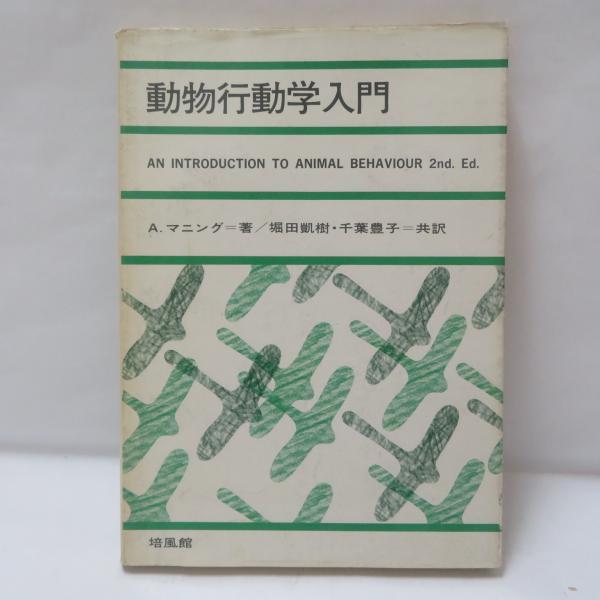 動物行動学入門
AN INTRODUCTION TO ANIMAL BEHAVIOUR 2nd. Ed.
A. マニング=著/堀田凱樹・千葉豊子=共訳
培風館